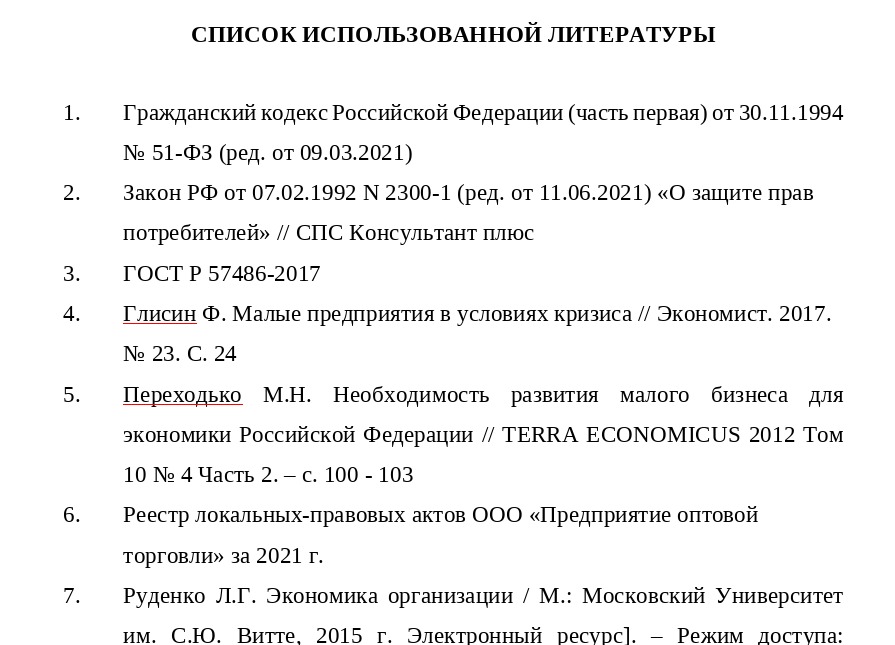 СПИСОК ИСПОЛЬЗОВАННОЙ ЛИТЕРАТУРЫ
1. Гражданский кодекс Российской Федерации (часть первая) от 30.11.1994
№ 51-ФЗ (ред. от 09.03.2021)
2. Закон РФ от 07.02.1992 N 2300-1 (ред. от 11.06.2021) «О защите прав
потребителей» // СПС Консультант плюс
3. ГОСТ Р 57486-2017
4. Глисин Ф. Малые предприятия в условиях кризиса // Экономист. 2017.
№ 23. С. 24
5. Переходько М.Н. Необходимость развития малого бизнеса для
экономики Российской Федерации // TERRA ECONOMICUS 2012 Том
10 № 4 Часть 2. – с. 100 - 103
6. Реестр локальных-правовых актов ООО «Предприятие оптовой
торговли» за 2021 г.
7. Руденко Л.Г. Экономика организации / М.: Московский Университет
им. С.Ю. Витте, 2015 г. Электронный ресурс]. – Режим доступа: